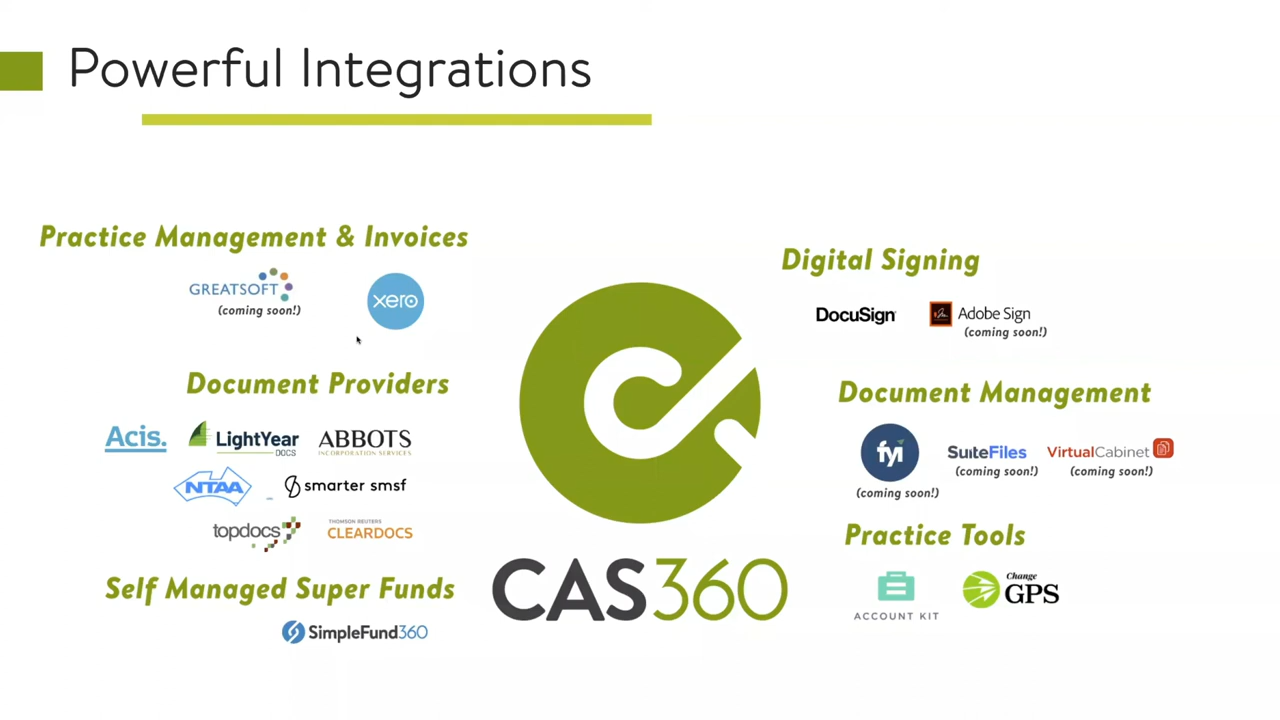 Powerful Integrations
Practice Management & Invoices
GREATSOFT
(coming soon!)
xero
Document Providers
Acis.
LightYear
DOCS
ABBOTS
INCORPORATION SERVICES
NTAA
smarter smsf
topdocs
THOMSON REUTERS
CLEARDOCS
Self Managed Super Funds
SimpleFund360
CAS360
Digital Signing
DocuSign
Adobe Sign
(coming soon!)
Document Management
fyi
(coming soon!)
SuiteFiles
(coming soon!)
VirtualCabinet
(coming soon!)
Practice Tools
ACCOUNT KIT
Change
GPS